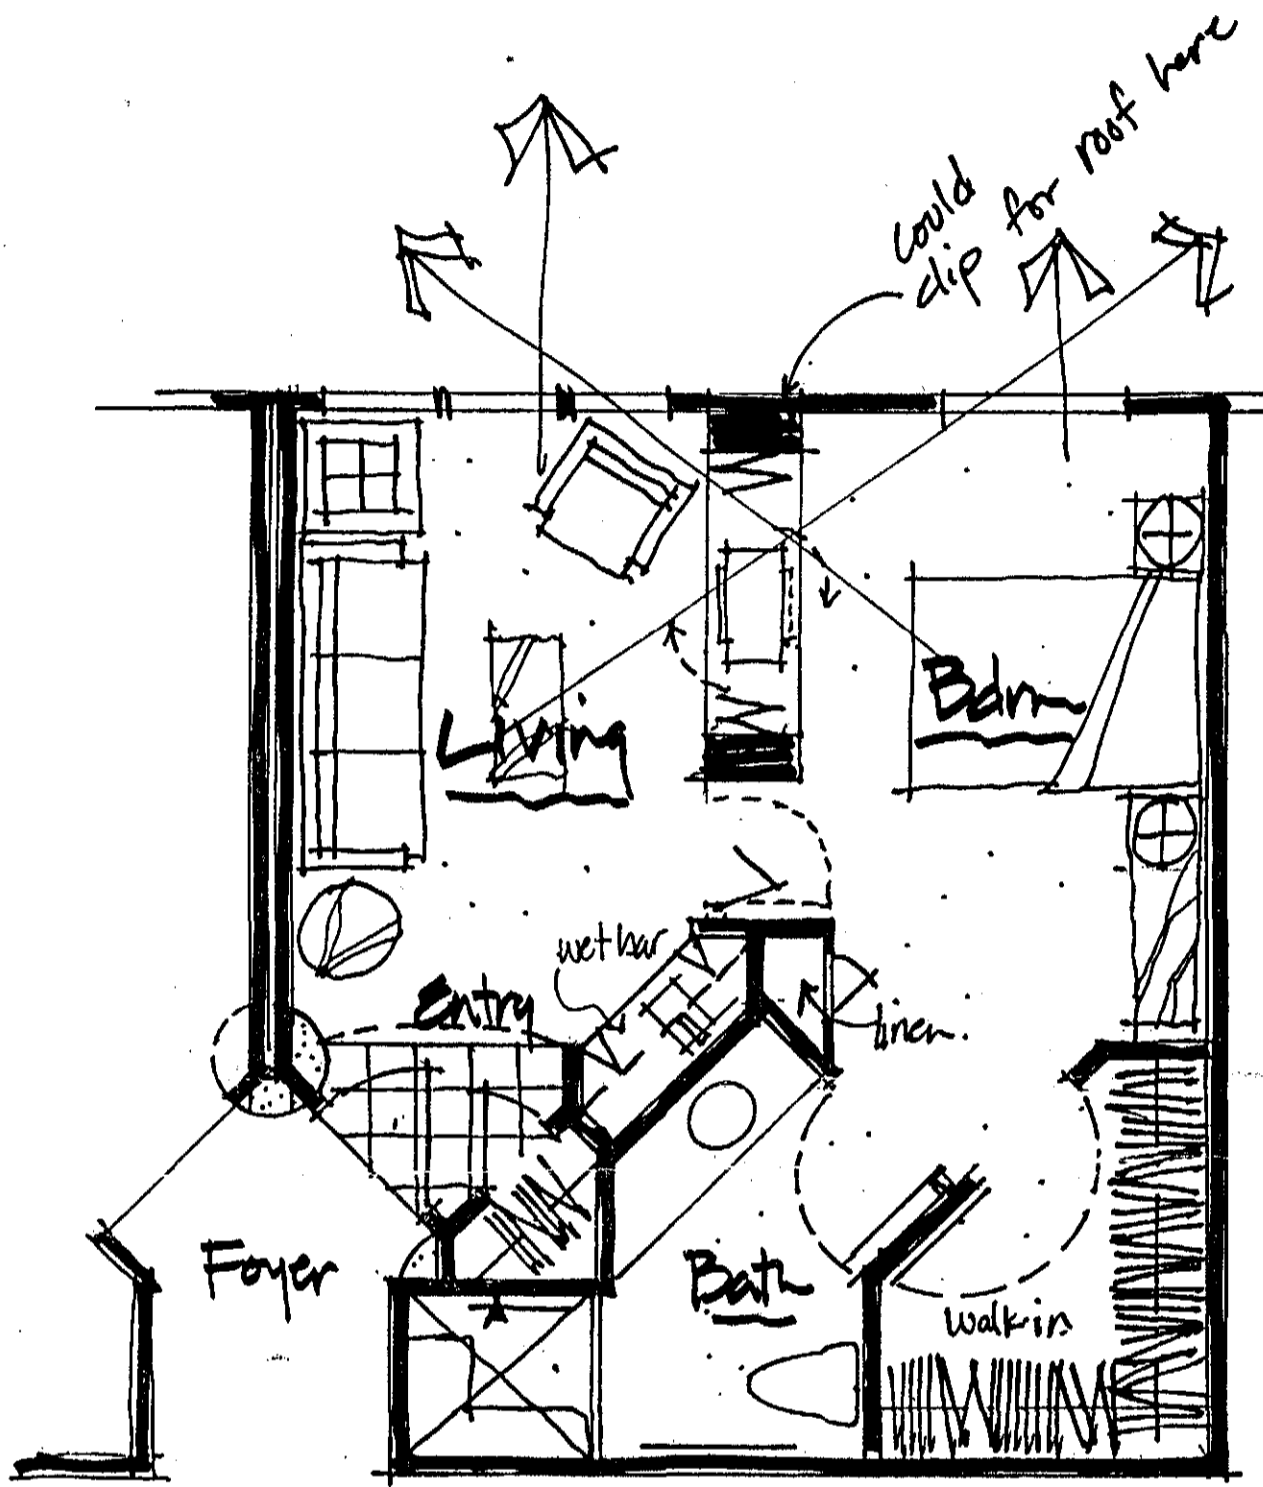 could
clip for roof here
Living
Bdrm
wet bar
Entry
linen.
Foyer
Bath
walk-in